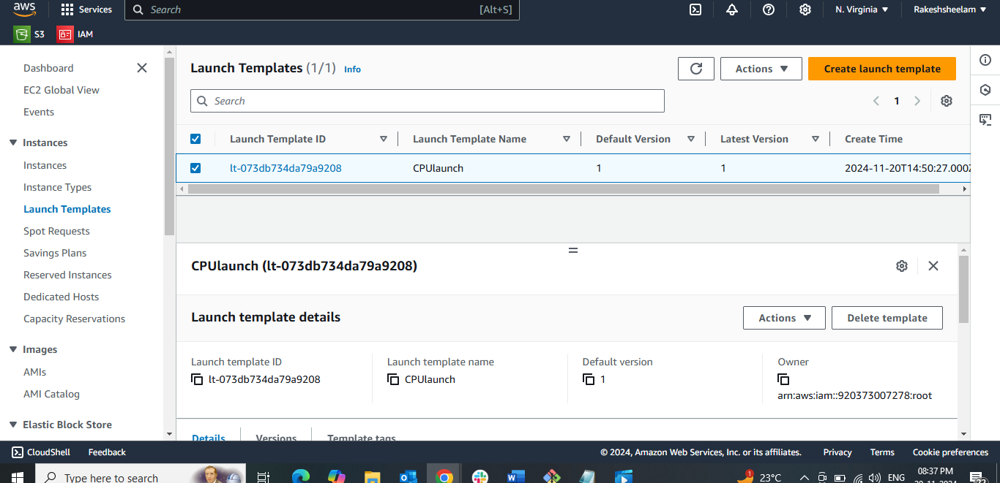 aws
Services
Search
[Alt+S]
N. Virginia
Rakeshsheelam
S3
IAM
Dashboard
EC2 Global View
Events
Instances
Instances
Instance Types
Launch Templates
Spot Requests
Savings Plans
Reserved Instances
Dedicated Hosts
Capacity Reservations
Images
AMIs
AMI Catalog
Elastic Block Store
Launch Templates (1/1) Info
Actions
Create launch template
Search
1
Launch Template ID
Launch Template Name
Default Version
Latest Version
Create Time
lt-073db734da79a9208
CPUlaunch
1
1
2024-11-20T14:50:27.000Z
CPUlaunch (lt-073db734da79a9208)
Launch template details
Actions
Delete template
Launch template ID
lt-073db734da79a9208
Launch template name
CPUlaunch
Default version
1
Owner
arn:aws:iam::920373007278:root
Details
Versions
Template tags
CloudShell
Feedback
© 2024, Amazon Web Services, Inc. or its affiliates.
Privacy
Terms
Cookie preferences
Type here to search
1
23°C
ENG
08:37 PM
20-11-2024